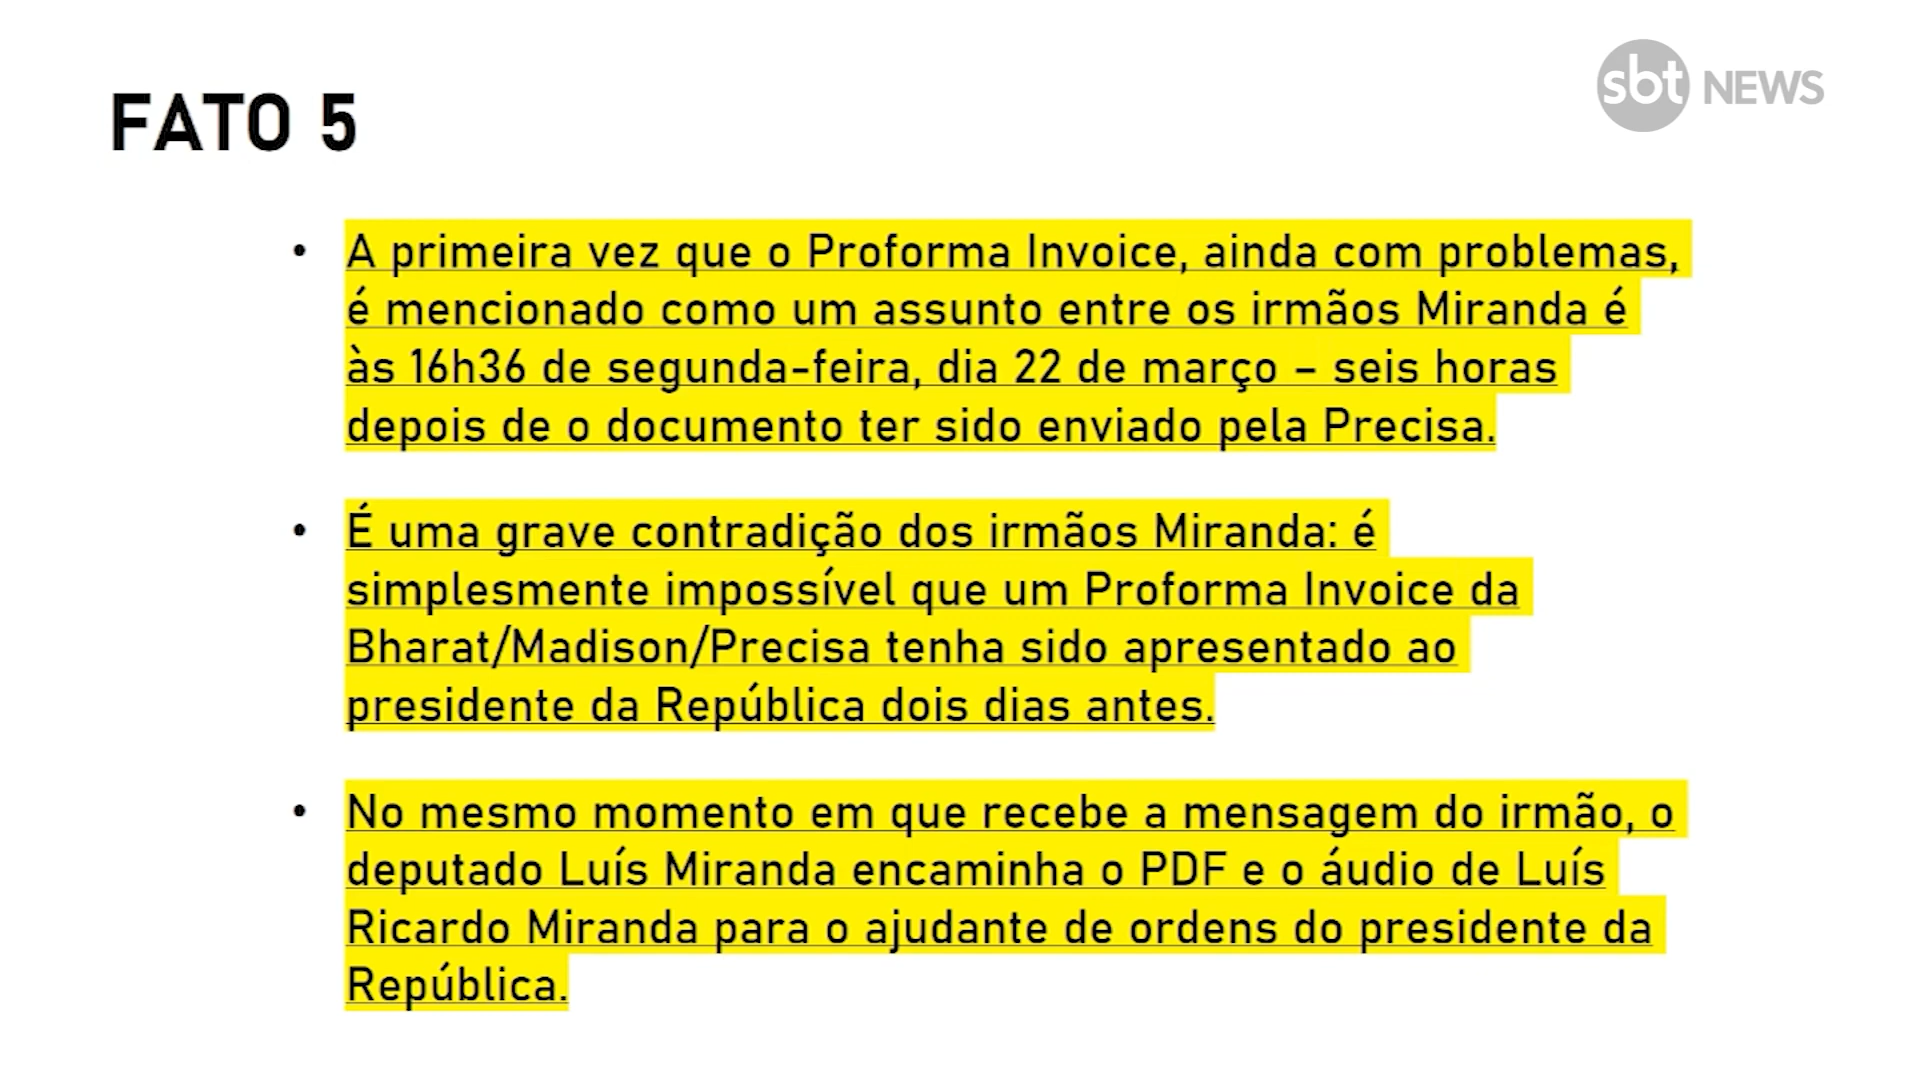 sbt NEWS
FATO 5
• A primeira vez que o Proforma Invoice, ainda com problemas,
é mencionado como um assunto entre os irmãos Miranda é
às 16h36 de segunda-feira, dia 22 de março – seis horas
depois de o documento ter sido enviado pela Precisa.
• É uma grave contradição dos irmãos Miranda: é
simplesmente impossível que um Proforma Invoice da
Bharat/Madison/Precisa tenha sido apresentado ao
presidente da República dois dias antes.
• No mesmo momento em que recebe a mensagem do irmão, o
deputado Luís Miranda encaminha o PDF e o áudio de Luís
Ricardo Miranda para o ajudante de ordens do presidente da
República.